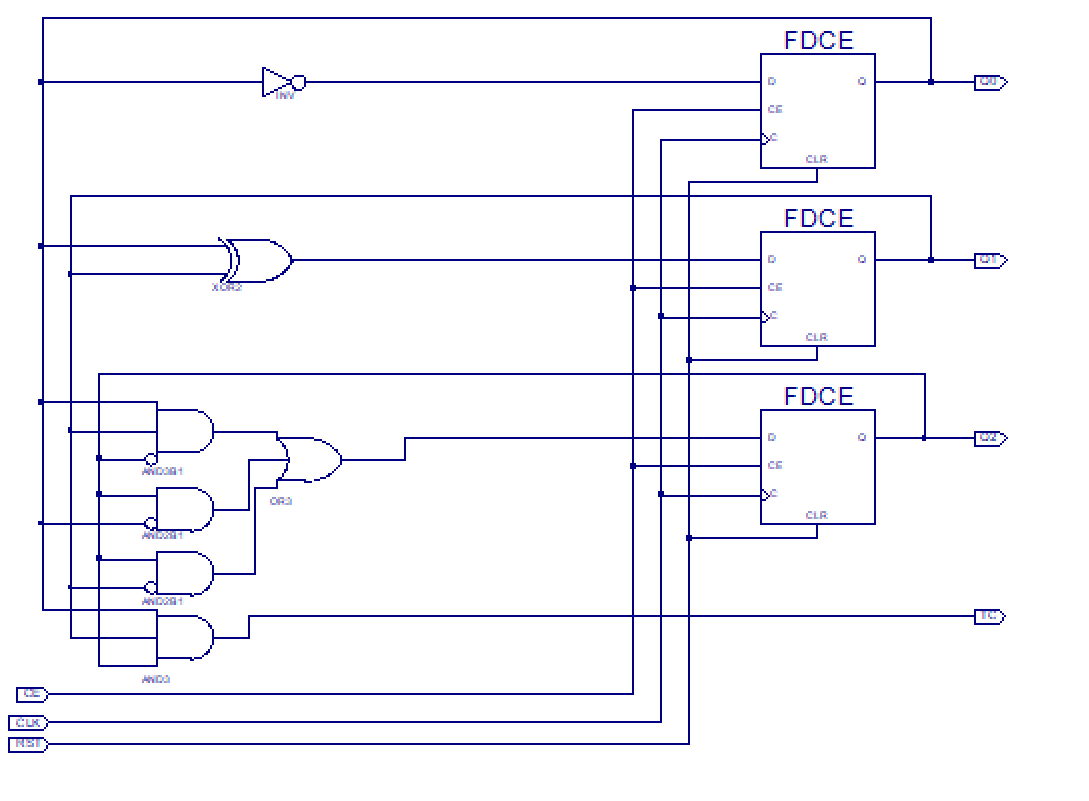 FDCE
D
Q
Q0
INV
CE
C
CLR
FDCE
D
Q
Q1
XOR2
CE
C
CLR
FDCE
D
Q
Q2
CE
AND3B1
C
OR3
CLR
AND2B1
AND2B1
TC
AND3
CE
CLK
RST